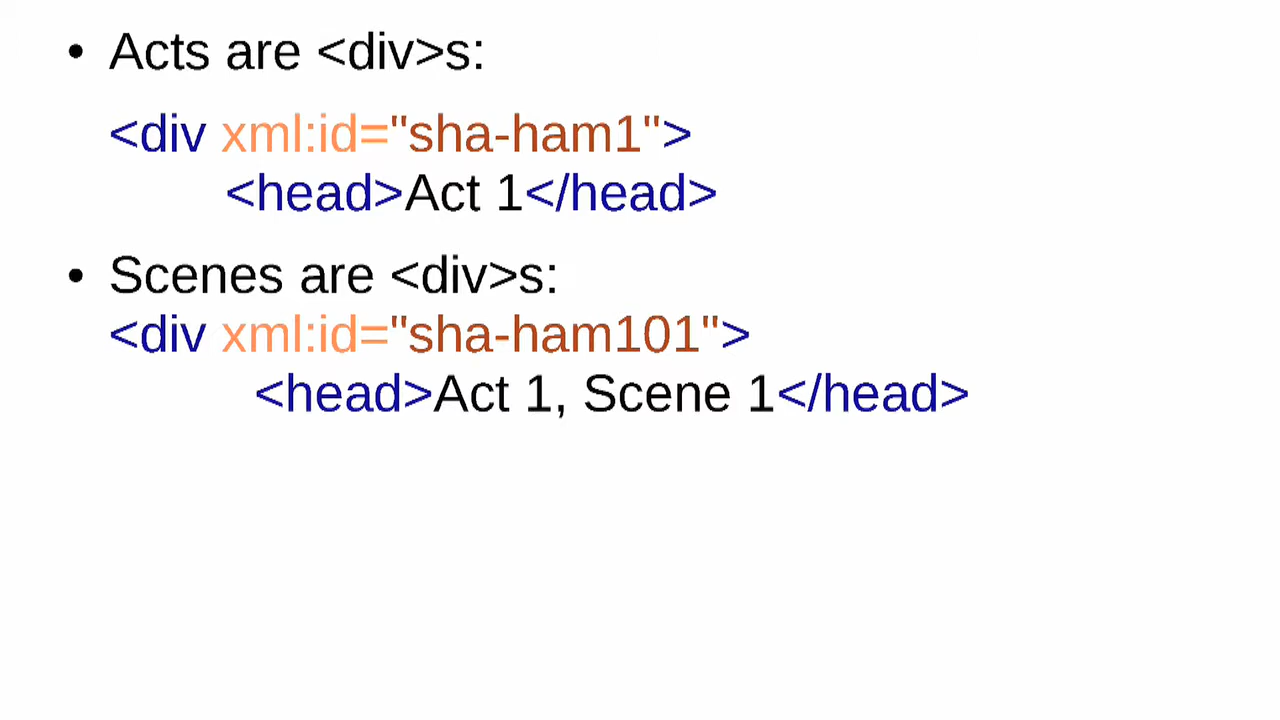 • Acts are <div>s:
<div xml:id="sha-ham1">
<head>Act 1</head>
• Scenes are <div>s:
<div xml:id="sha-ham101">
<head>Act 1, Scene 1</head>